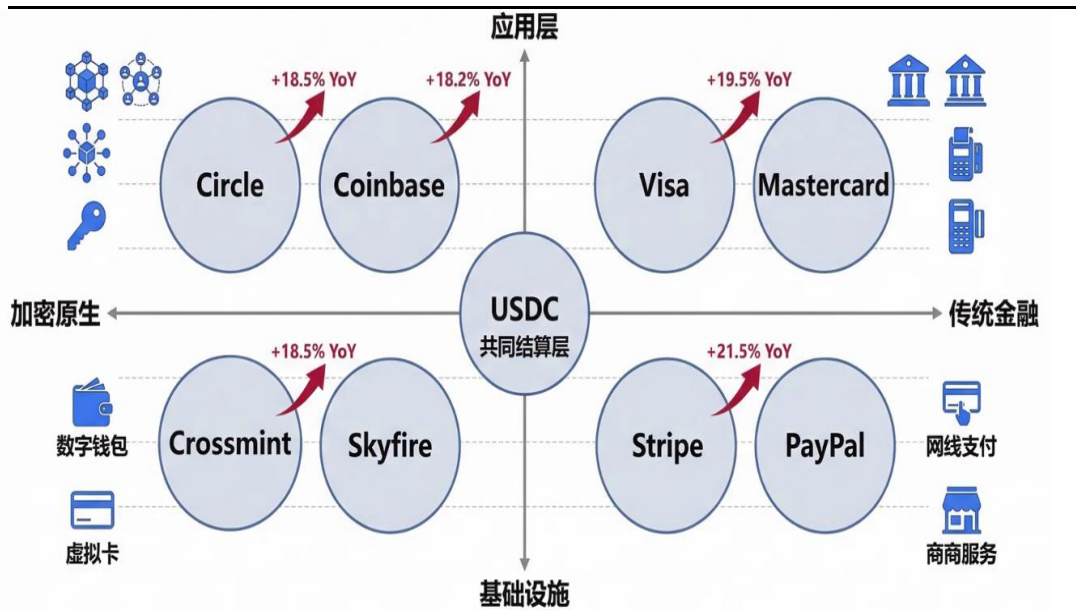 应用层
+18.5% YoY
+18.2% YoY
+19.5% YoY
Circle
Coinbase
Visa
Mastercard
加密原生
USDC
共同结算层
传统金融
+18.5% YoY
+21.5% YoY
Crossmint
Skyfire
Stripe
PayPal
数字钱包
网线支付
虚拟卡
商商服务
基础设施